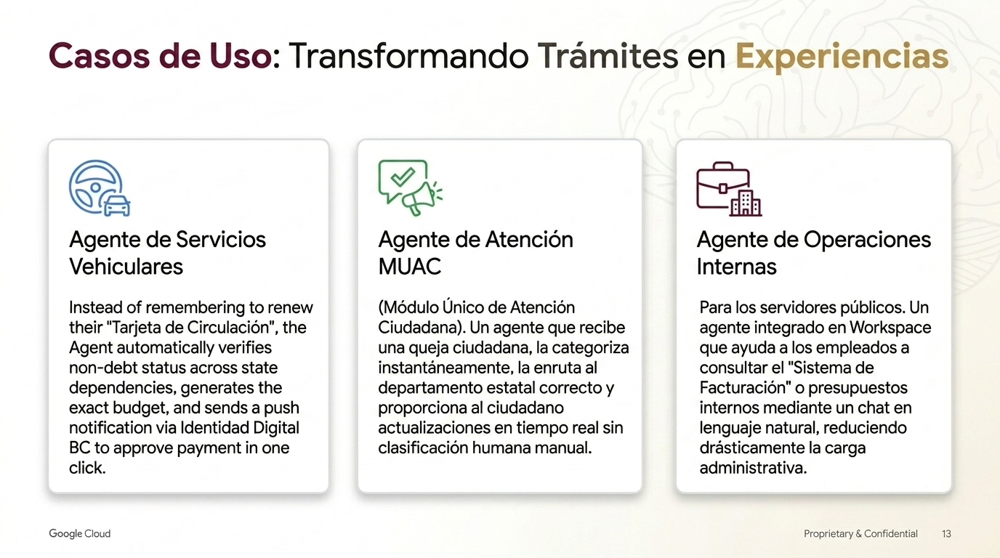 Casos de Uso: Transformando Trámites en Experiencias
Agente de Servicios
Vehiculares
Instead of remembering to renew
their "Tarjeta de Circulación", the
Agent automatically verifies
non-debt status across state
dependencies, generates the
exact budget, and sends a push
notification via Identidad Digital
BC to approve payment in one
click.
Agente de Atención
MUAC
(Módulo Único de Atención
Ciudadana). Un agente que recibe
una queja ciudadana, la categoriza
instantáneamente, la enruta al
departamento estatal correcto y
proporciona al ciudadano
actualizaciones en tiempo real sin
clasificación humana manual.
Agente de Operaciones
Internas
Para los servidores públicos. Un
agente integrado en Workspace
que ayuda a los empleados a
consultar el "Sistema de
Facturación" o presupuestos
internos mediante un chat en
lenguaje natural, reduciendo
drásticamente la carga
administrativa.
Google Cloud
Proprietary & Confidential 13